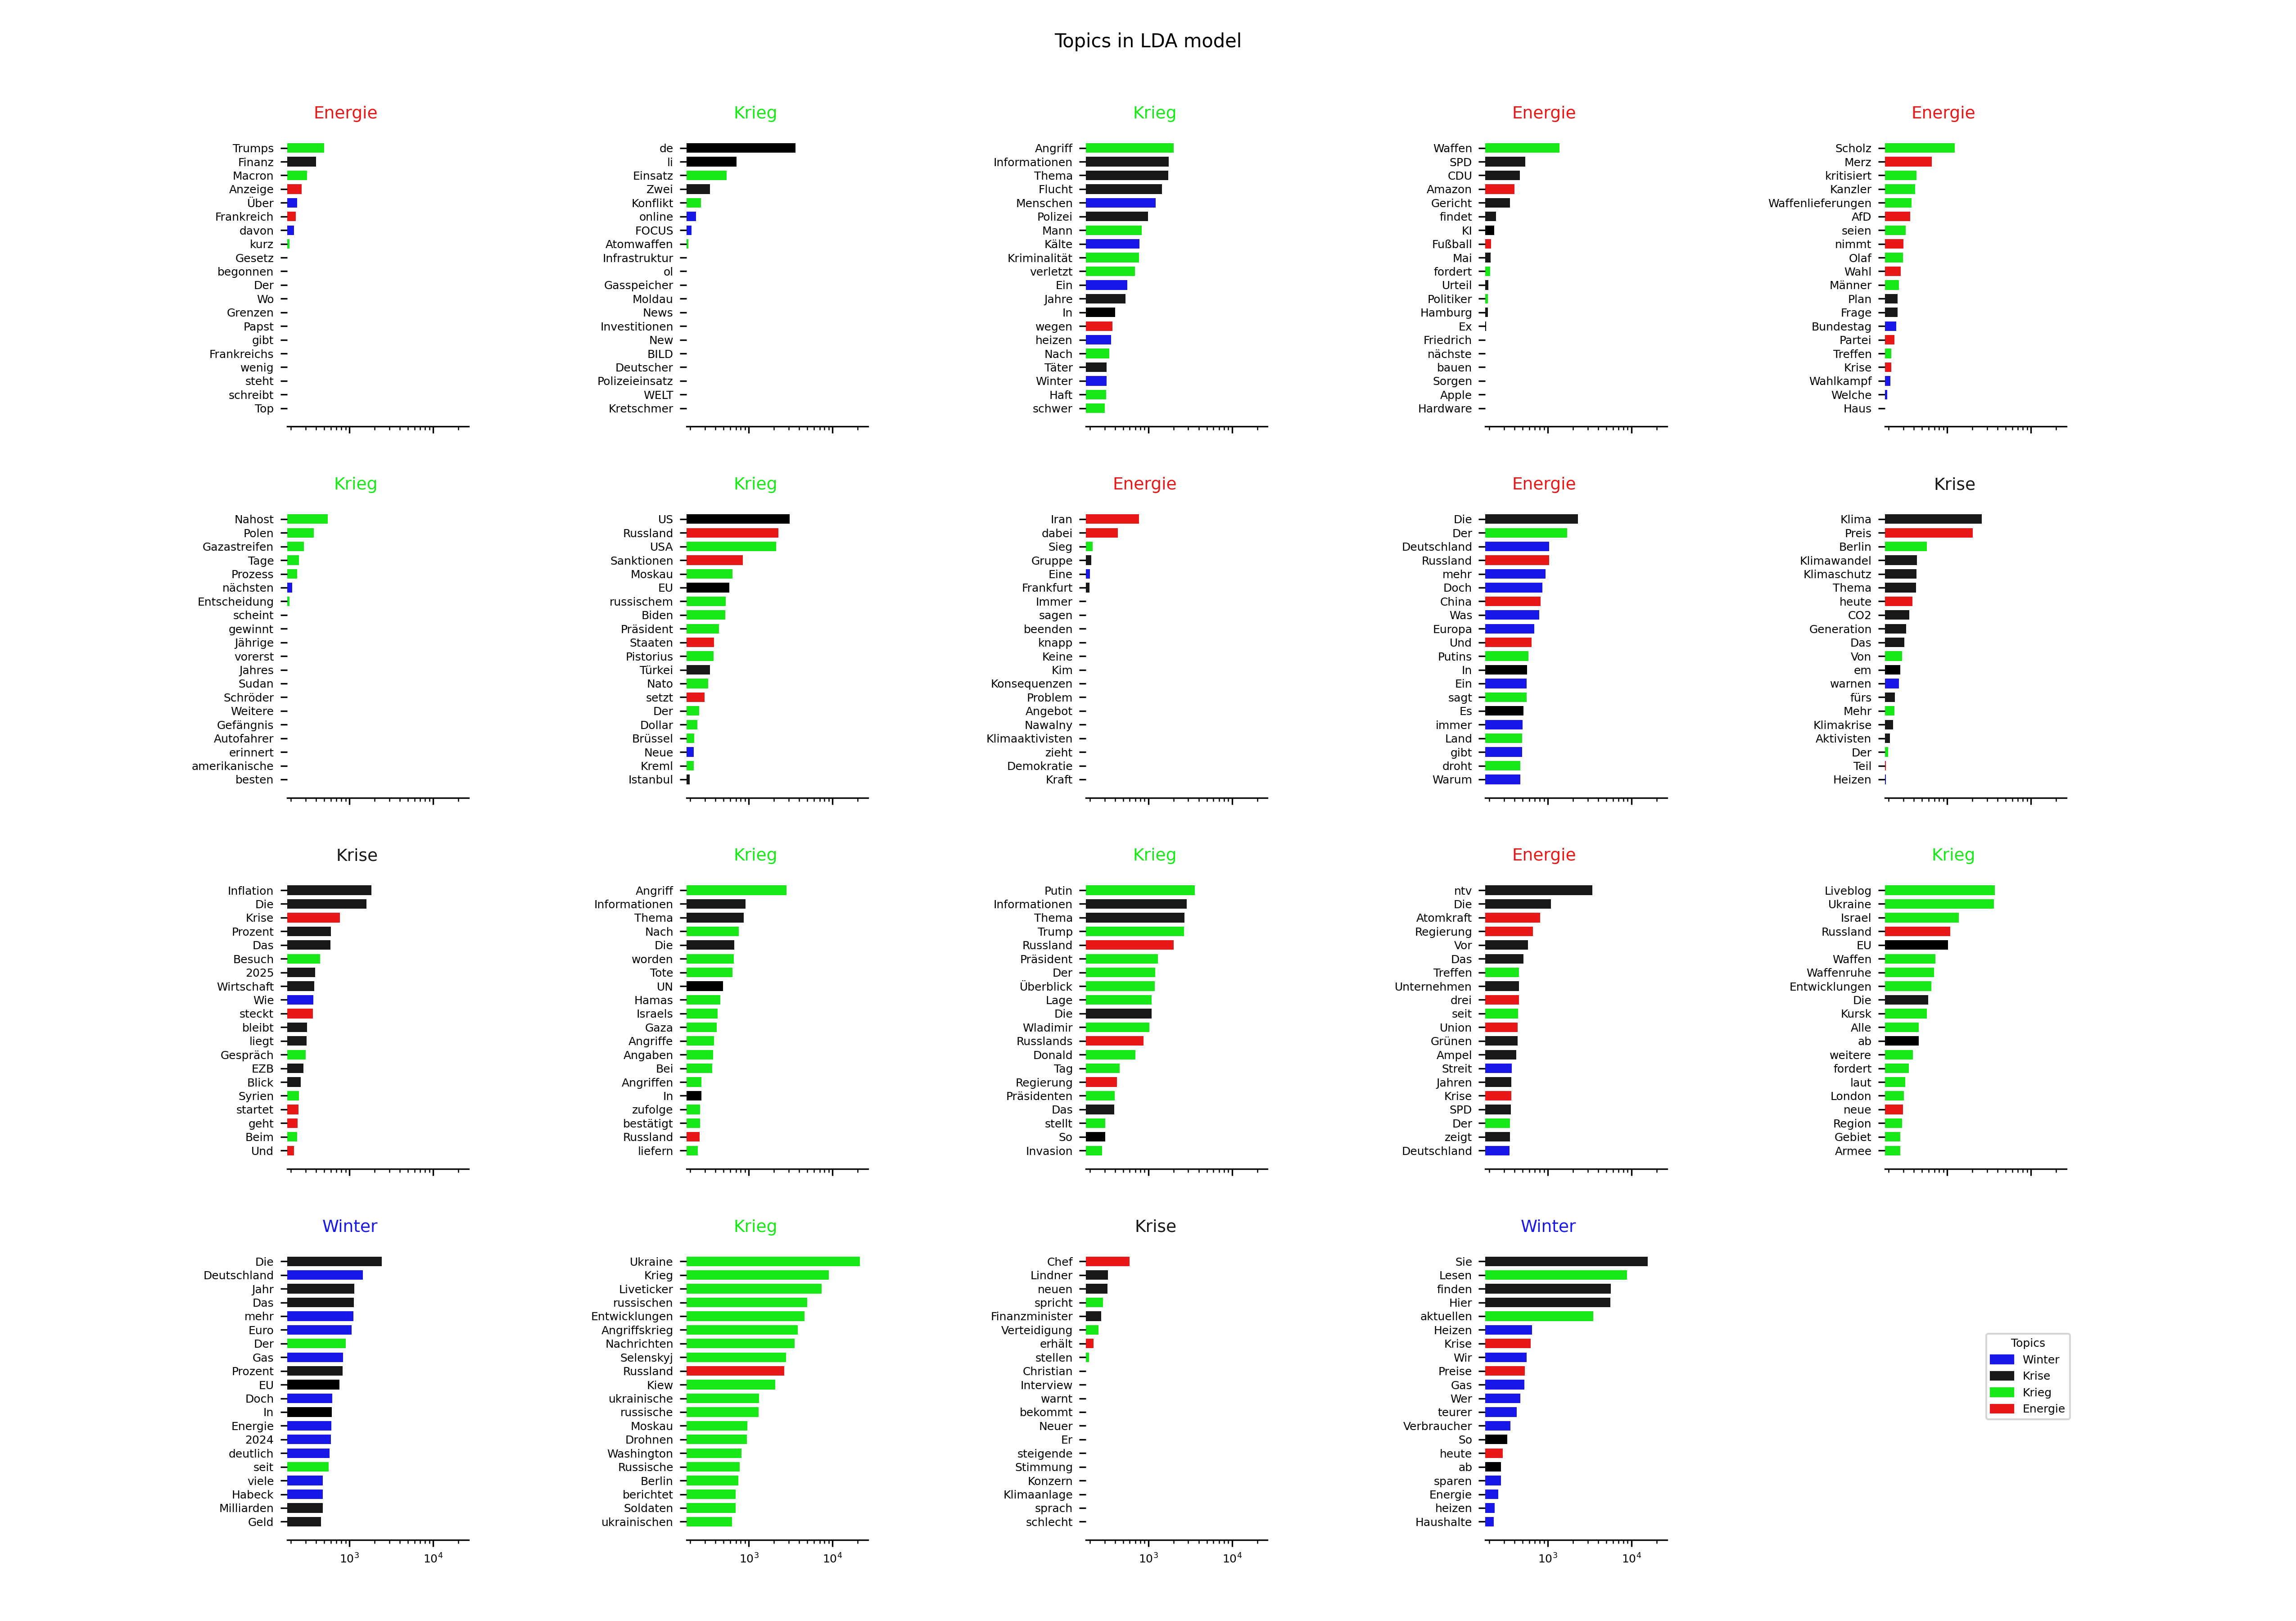 Topics in LDA model
Energie
Trumps
Finanz
Macron
Anzeige
Über
Frankreich
davon
kurz
Gesetz
begonnen
Der
Wo
Grenzen
Papst
gibt
Frankreichs
wenig
steht
schreibt
Top
Krieg
de
li
Einsatz
Zwei
Konflikt
online
FOCUS
Atomwaffen
Infrastruktur
ol
Gasspeicher
Moldau
News
Investitionen
New
BILD
Deutscher
Polizeieinsatz
WELT
Kretschmer
Krieg
Angriff
Informationen
Thema
Flucht
Menschen
Polizei
Mann
Kälte
Kriminalität
verletzt
Ein
Jahre
In
wegen
heizen
Nach
Täter
Winter
Haft
schwer
Energie
Waffen
SPD
CDU
Amazon
Gericht
findet
KI
Fußball
Mai
fordert
Urteil
Politiker
Hamburg
Ex
Friedrich
nächste
bauen
Sorgen
Apple
Hardware
Energie
Scholz
Merz
kritisiert
Kanzler
Waffenlieferungen
AfD
seien
nimmt
Olaf
Wahl
Männer
Plan
Frage
Bundestag
Partei
Treffen
Krise
Wahlkampf
Welche
Haus
Krieg
Nahost
Polen
Gazastreifen
Tage
Prozess
nächsten
Entscheidung
scheint
gewinnt
Jährige
vorerst
Jahres
Sudan
Schröder
Weitere
Gefängnis
Autofahrer
erinnert
amerikanische
besten
Krieg
US
Russland
USA
Sanktionen
Moskau
EU
russischem
Biden
Präsident
Staaten
Pistorius
Türkei
Nato
setzt
Der
Dollar
Brüssel
Neue
Kreml
Istanbul
Energie
Iran
dabei
Sieg
Gruppe
Eine
Frankfurt
Immer
sagen
beenden
knapp
Keine
Kim
Konsequenzen
Problem
Angebot
Nawalny
Klimaaktivisten
zieht
Demokratie
Kraft
Energie
Die
Der
Deutschland
Russland
mehr
Doch
China
Was
Europa
Und
Putins
In
Ein
sagt
Es
immer
Land
gibt
droht
Warum
Krise
Klima
Preis
Berlin
Klimawandel
Klimaschutz
Thema
heute
CO2
Generation
Das
Von
em
warnen
fürs
Mehr
Klimakrise
Aktivisten
Der
Teil
Heizen
Krise
Inflation
Die
Krise
Prozent
Das
Besuch
2025
Wirtschaft
Wie
steckt
bleibt
liegt
Gespräch
EZB
Blick
Syrien
startet
geht
Beim
Und
Krieg
Angriff
Informationen
Thema
Nach
Die
worden
Tote
UN
Hamas
Israels
Gaza
Angriffe
Angaben
Bei
Angriffen
In
zufolge
bestätigt
Russland
liefern
Krieg
Putin
Informationen
Thema
Trump
Russland
Präsident
Der
Überblick
Lage
Die
Wladimir
Russlands
Donald
Tag
Regierung
Präsidenten
Das
stellt
So
Invasion
Energie
ntv
Die
Atomkraft
Regierung
Vor
Das
Treffen
Unternehmen
drei
seit
Union
Grünen
Ampel
Streit
Jahren
Krise
SPD
Der
zeigt
Deutschland
Krieg
Liveblog
Ukraine
Israel
Russland
EU
Waffen
Waffenruhe
Entwicklungen
Die
Kursk
Alle
ab
weitere
fordert
laut
London
neue
Region
Gebiet
Armee
Winter
Die
Deutschland
Jahr
Das
mehr
Euro
Der
Gas
Prozent
EU
Doch
In
Energie
2024
deutlich
seit
viele
Habeck
Milliarden
Geld
10³ 10⁴
Krieg
Ukraine
Krieg
Liveticker
russischen
Entwicklungen
Angriffskrieg
Nachrichten
Selenskyj
Russland
Kiew
ukrainische
russische
Moskau
Drohnen
Washington
Russische
Berlin
berichtet
Soldaten
ukrainischen
10³ 10⁴
Krise
Chef
Lindner
neuen
spricht
Finanzminister
Verteidigung
erhält
stellen
Christian
Interview
warnt
bekommt
Neuer
Er
steigende
Stimmung
Konzern
Klimaanlage
sprach
schlecht
10³ 10⁴
Winter
Sie
Lesen
finden
Hier
aktuellen
Heizen
Krise
Wir
Preise
Gas
Wer
teurer
Verbraucher
So
heute
ab
sparen
Energie
heizen
Haushalte
10³ 10⁴
Topics
Winter
Krise
Krieg
Energie